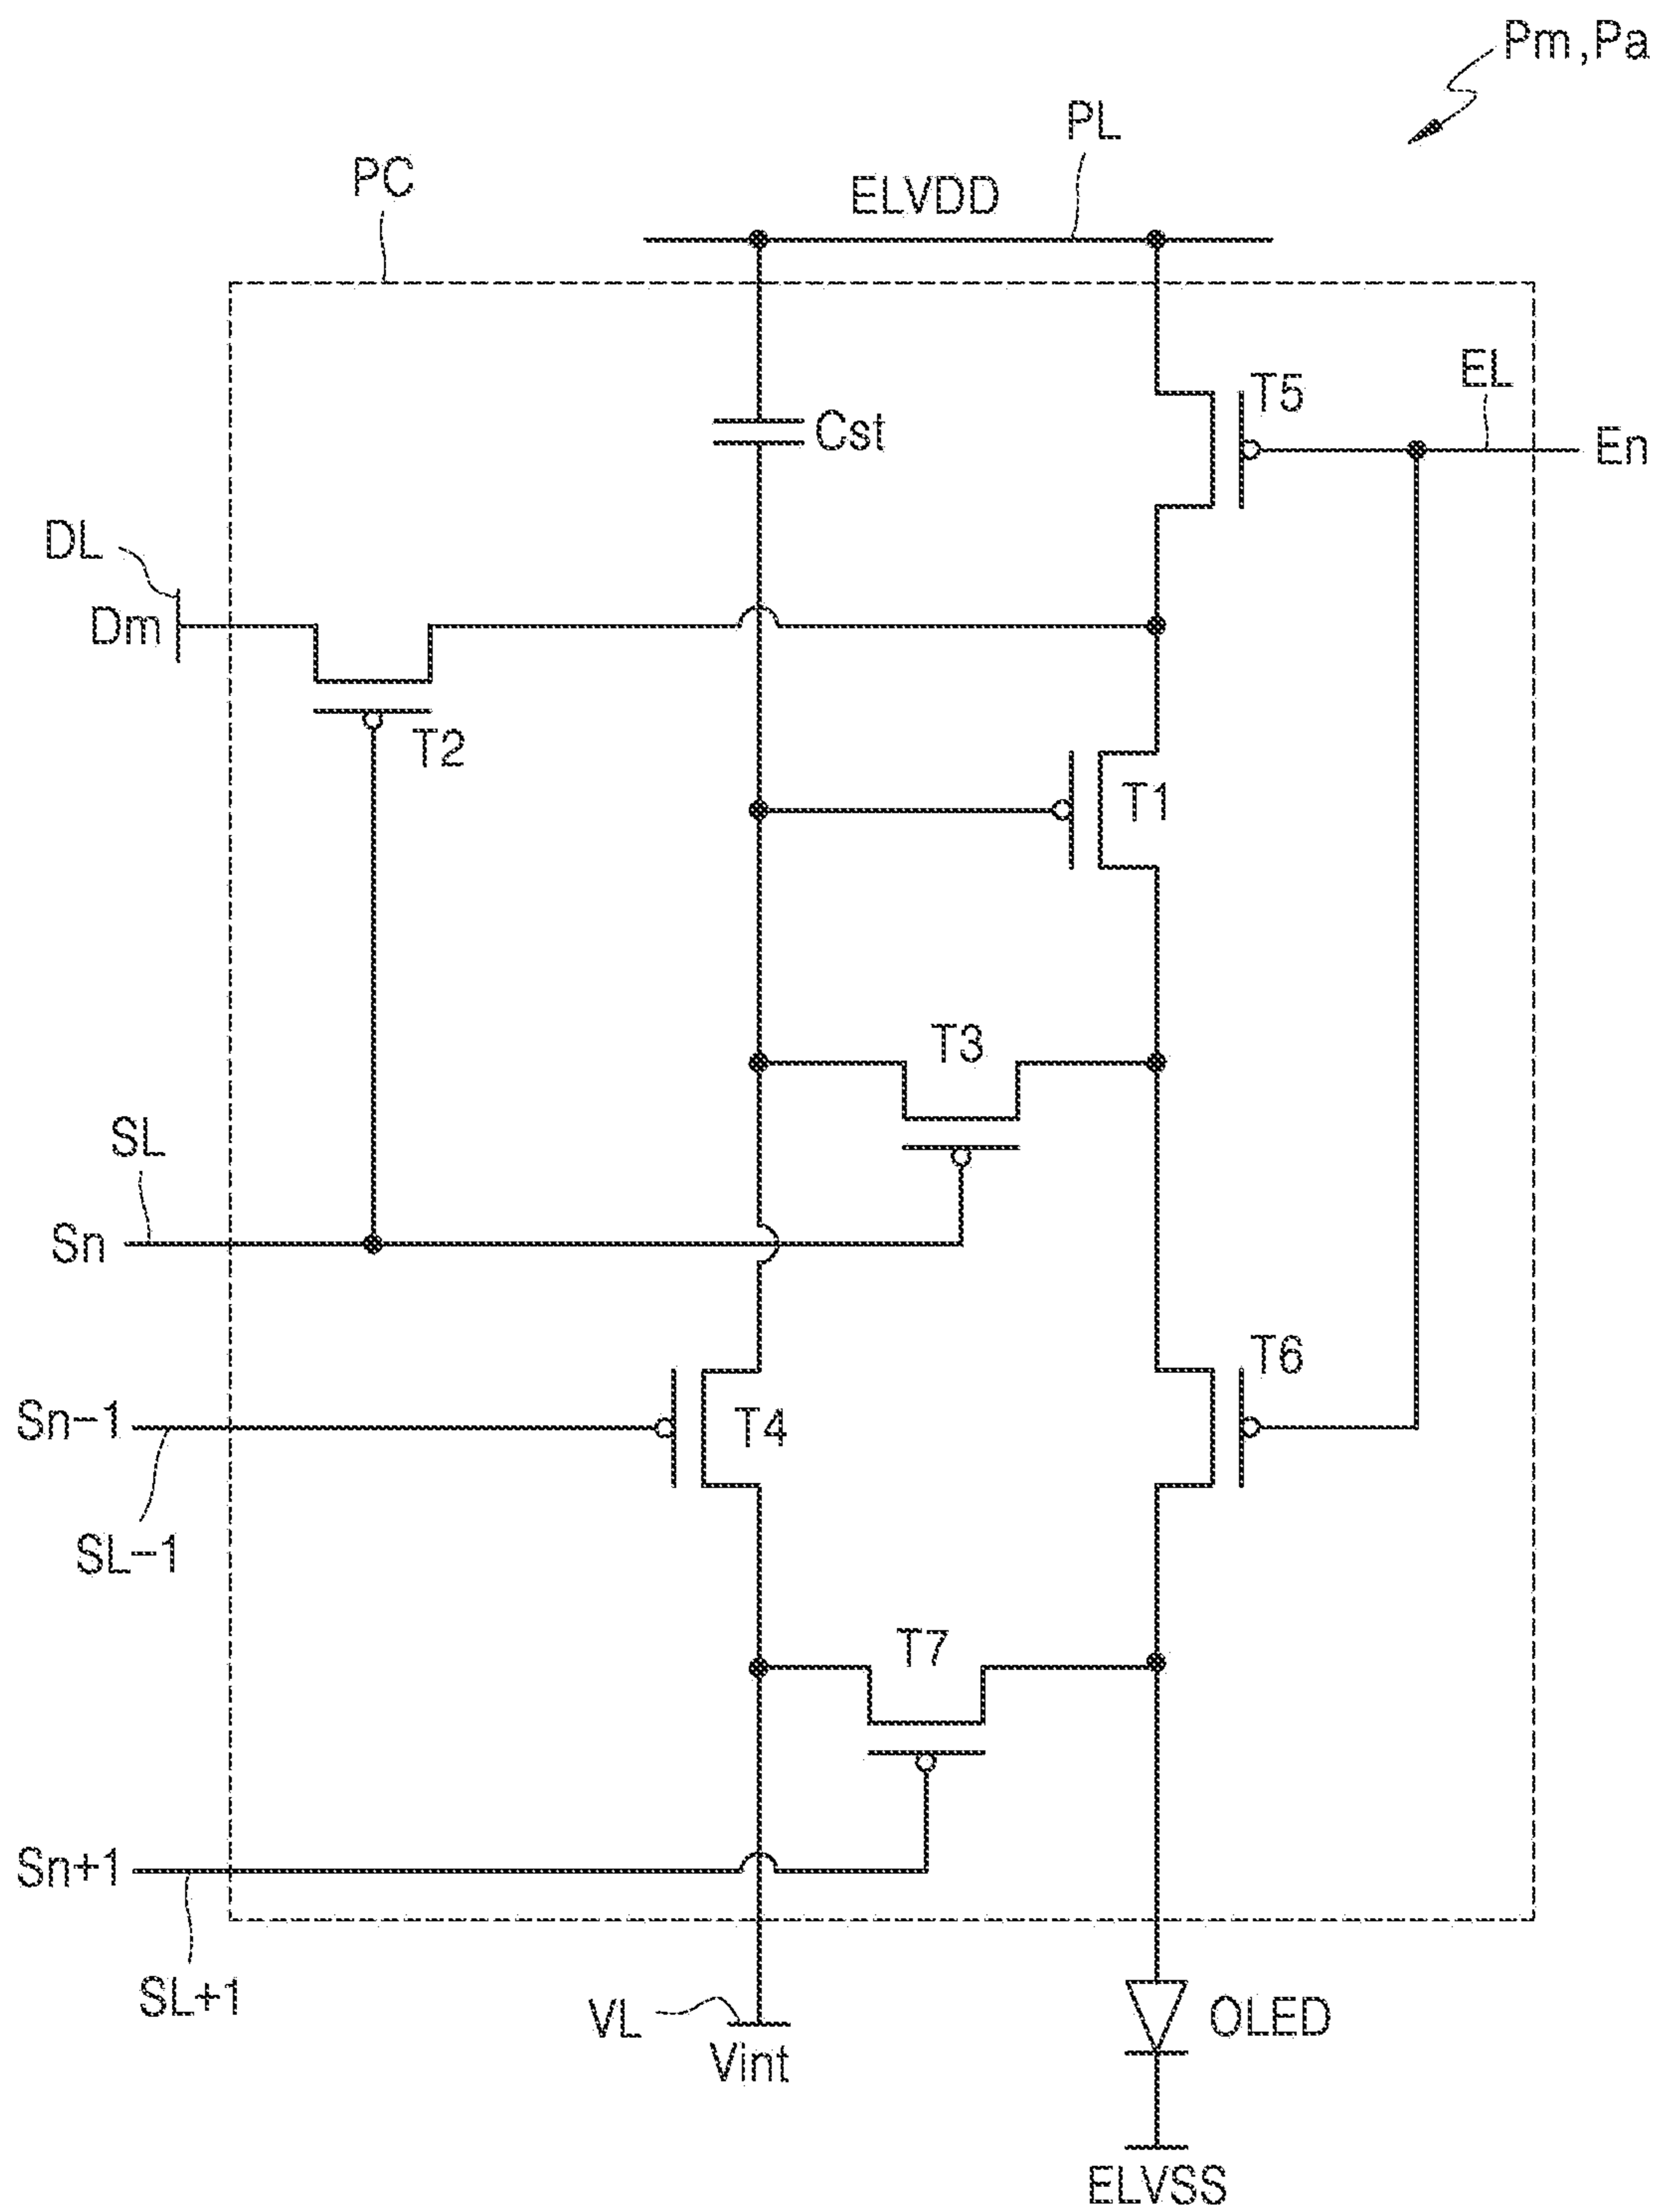 Pm,Pa
PL
PC
ELVDD
T5
EL
Cst
En
DL
Dm
T2
T1
T3
SL
Sn
T6
Sn-1
T4
SL-1
T7
Sn+1
SL+1
VL
OLED
Vint
ELVSS